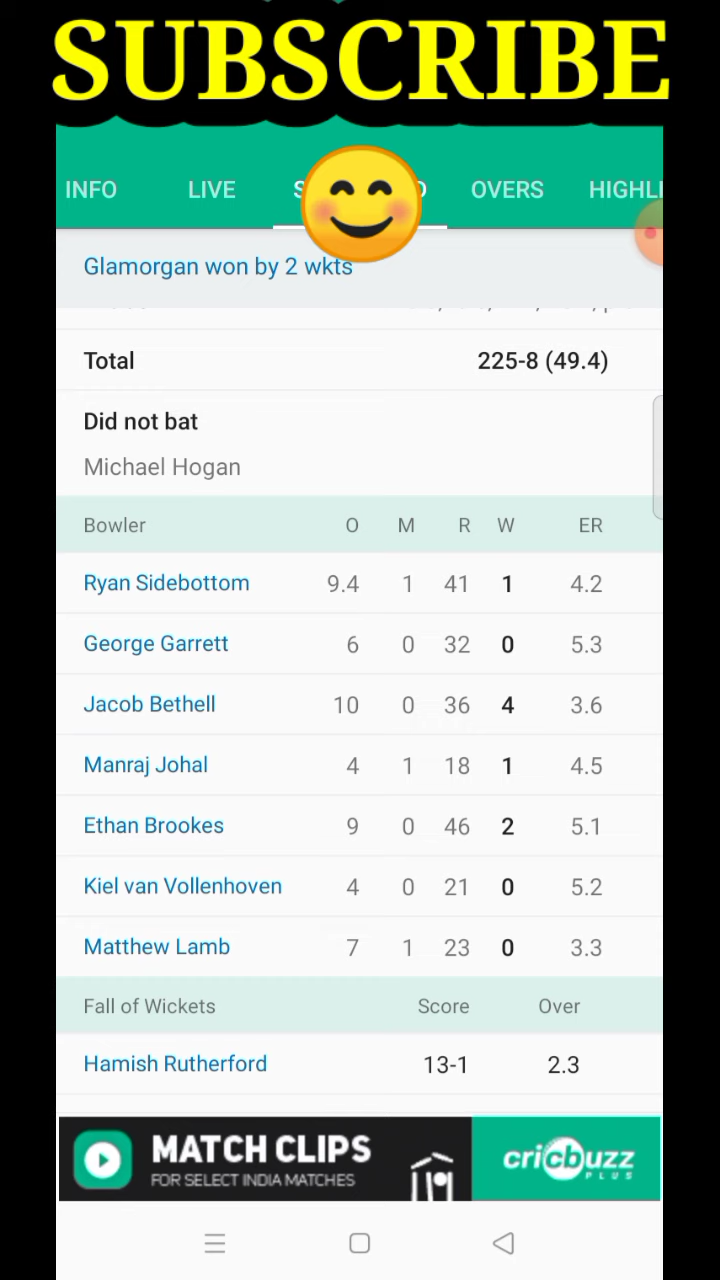 SUBSCRIBE
INFO LIVE OVERS HIGHLI
Glamorgan won by 2 wkts
Total 225-8 (49.4)
Did not bat
Michael Hogan
Bowler O M R W ER
Ryan Sidebottom 9.4 1 41 1 4.2
George Garrett 6 0 32 0 5.3
Jacob Bethell 10 0 36 4 3.6
Manraj Johal 4 1 18 1 4.5
Ethan Brookes 9 0 46 2 5.1
Kiel van Vollenhoven 4 0 21 0 5.2
Matthew Lamb 7 1 23 0 3.3
Fall of Wickets Score Over
Hamish Rutherford 13-1 2.3
MATCH CLIPS
FOR SELECT INDIA MATCHES
cricbuzz
PLUS